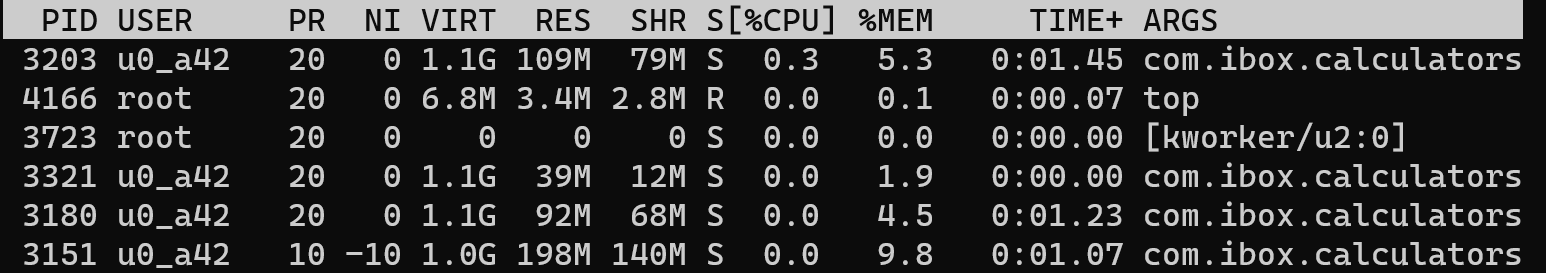 PID USER PR NI VIRT RES SHR S[%CPU] %MEM TIME+ ARGS
3203 u0_a42 20 0 1.1G 109M 79M S 0.3 5.3 0:01.45 com.ibox.calculators
4166 root 20 0 6.8M 3.4M 2.8M R 0.0 0.1 0:00.07 top
3723 root 20 0 0 0 0 S 0.0 0.0 0:00.00 [kworker/u2:0]
3321 u0_a42 20 0 1.1G 39M 12M S 0.0 1.9 0:00.00 com.ibox.calculators
3180 u0_a42 20 0 1.1G 92M 68M S 0.0 4.5 0:01.23 com.ibox.calculators
3151 u0_a42 10 -10 1.0G 198M 140M S 0.0 9.8 0:01.07 com.ibox.calculators